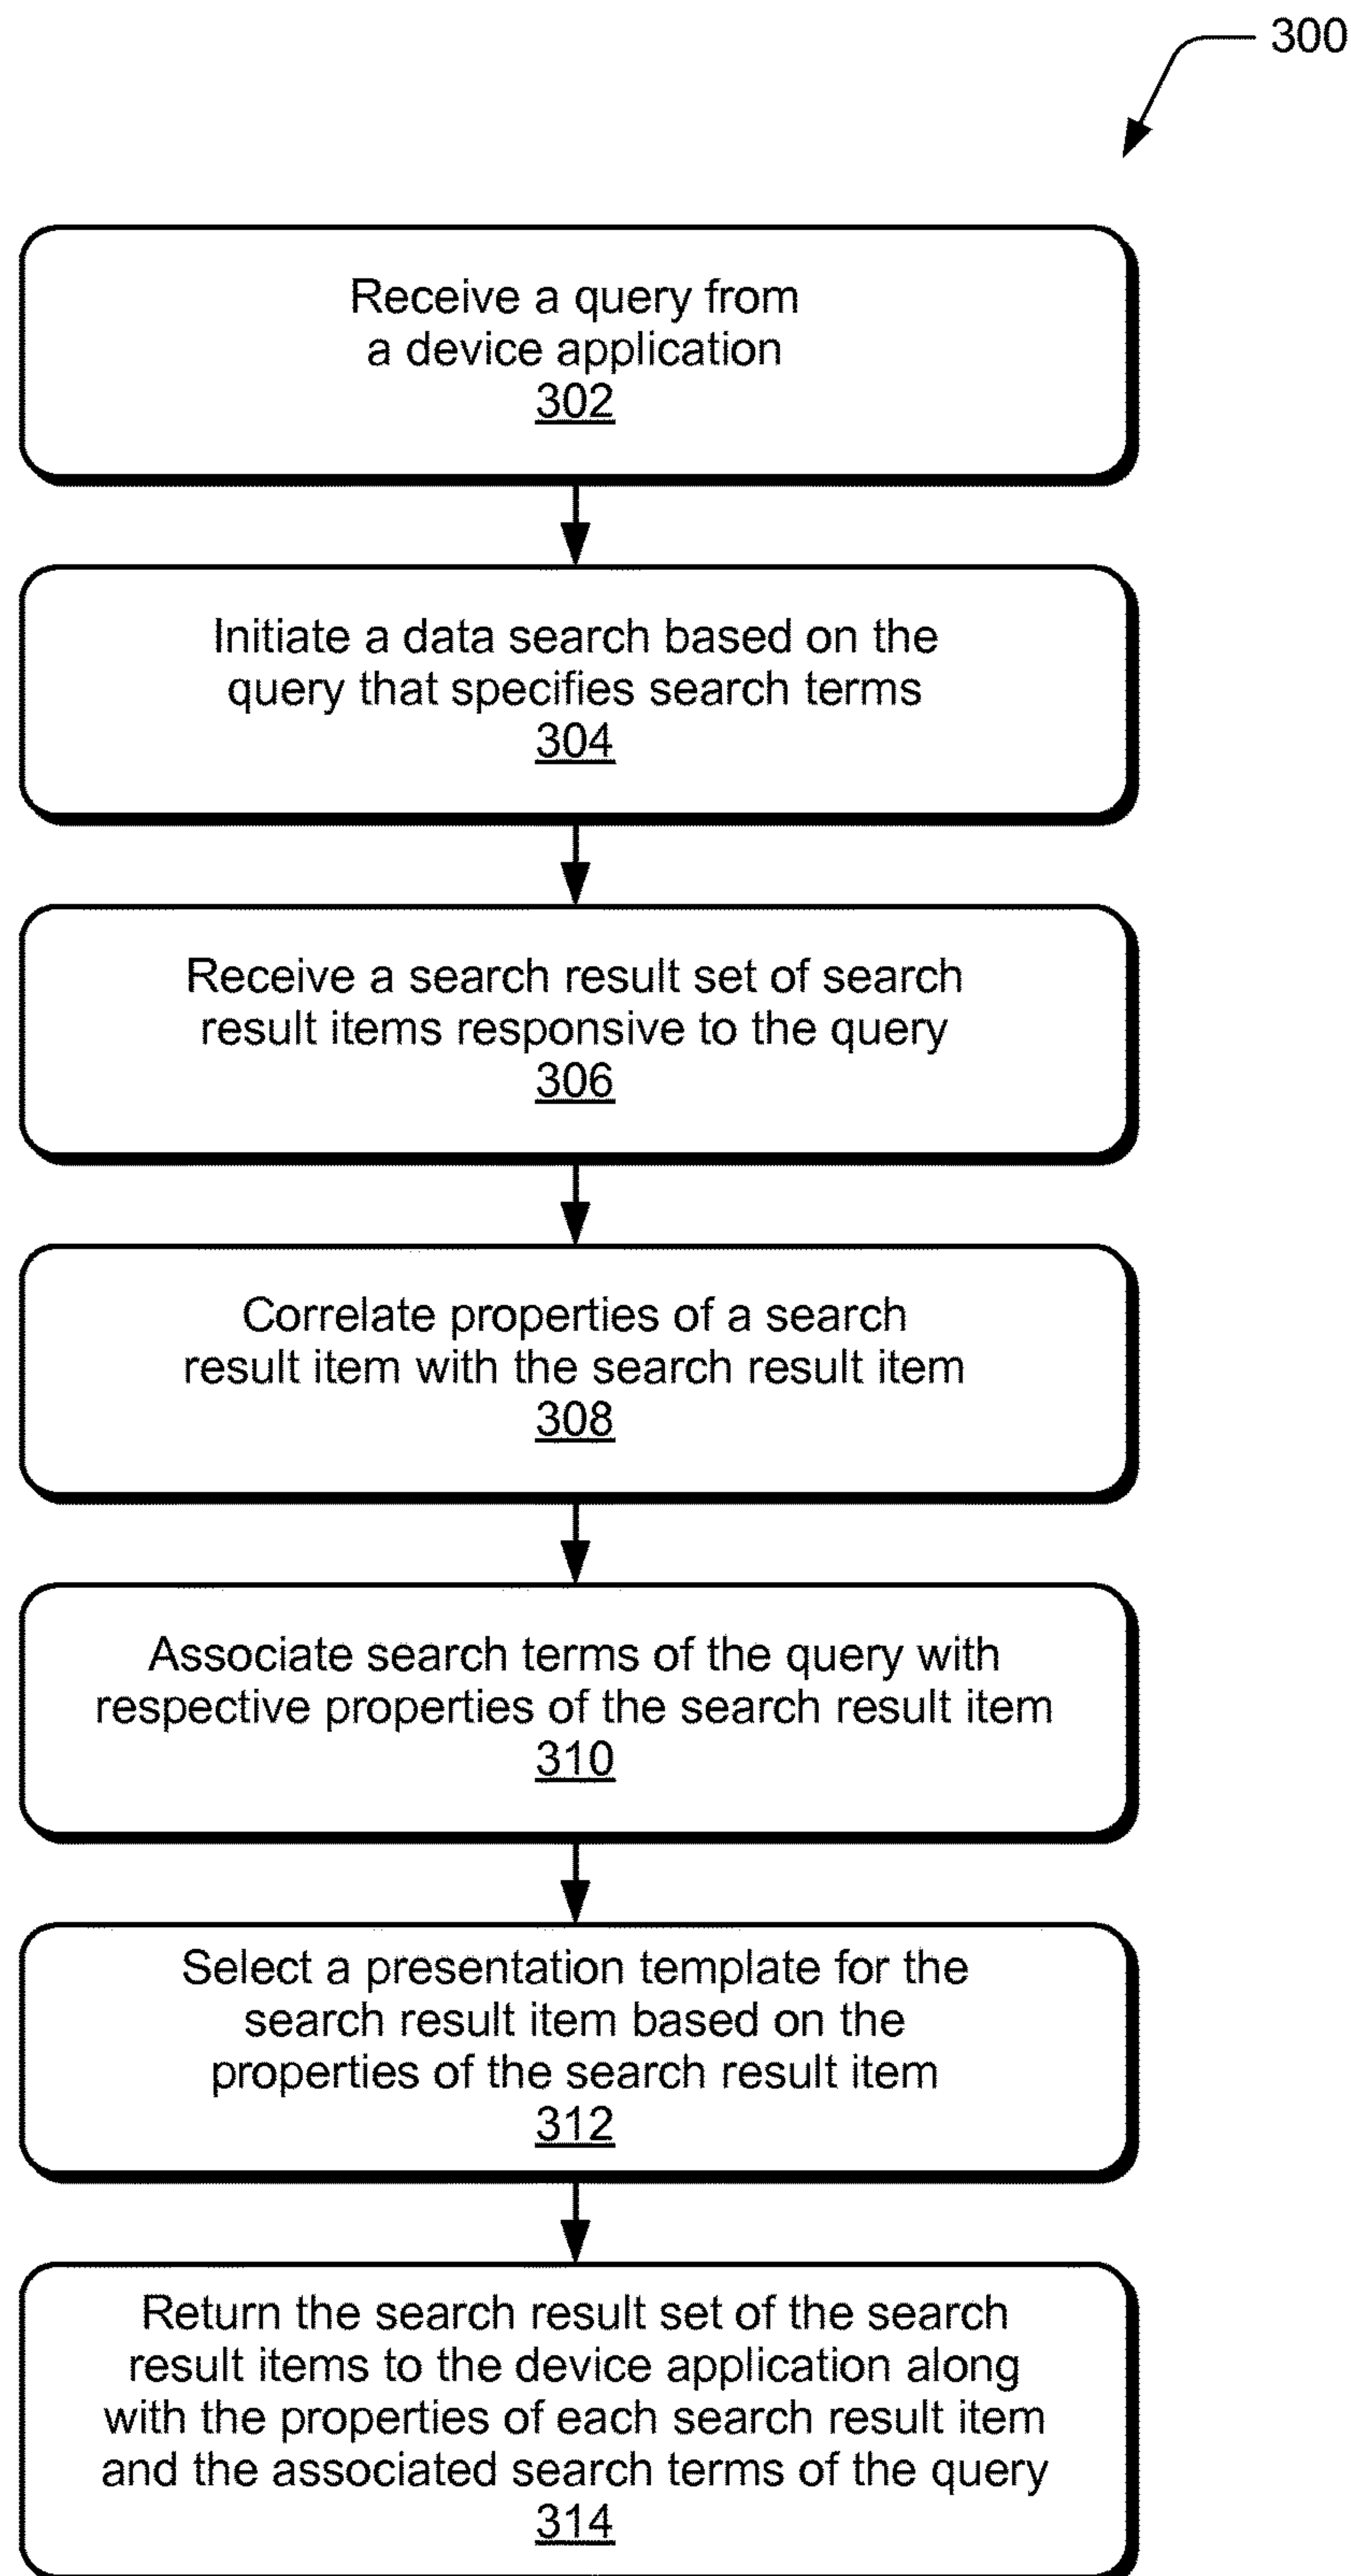 300
Receive a query from
a device application
302
Initiate a data search based on the
query that specifies search terms
304
Receive a search result set of search
result items responsive to the query
306
Correlate properties of a search
result item with the search result item
308
Associate search terms of the query with
respective properties of the search result item
310
Select a presentation template for the
search result item based on the
properties of the search result item
312
Return the search result set of the search
result items to the device application along
with the properties of each search result item
and the associated search terms of the query
314